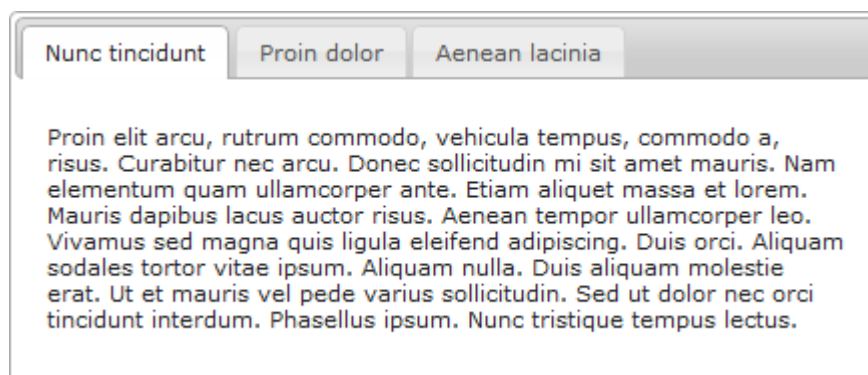 Nunc tincidunt Proin dolor Aenean lacinia
Proin elit arcu, rutrum commodo, vehicula tempus, commodo a,
risus. Curabitur nec arcu. Donec sollicitudin mi sit amet mauris. Nam
elementum quam ullamcorper ante. Etiam aliquet massa et lorem.
Mauris dapibus lacus auctor risus. Aenean tempor ullamcorper leo.
Vivamus sed magna quis ligula eleifend adipiscing. Duis orci. Aliquam
sodales tortor vitae ipsum. Aliquam nulla. Duis aliquam molestie
erat. Ut et mauris vel pede varius sollicitudin. Sed ut dolor nec orci
tincidunt interdum. Phasellus ipsum. Nunc tristique tempus lectus.